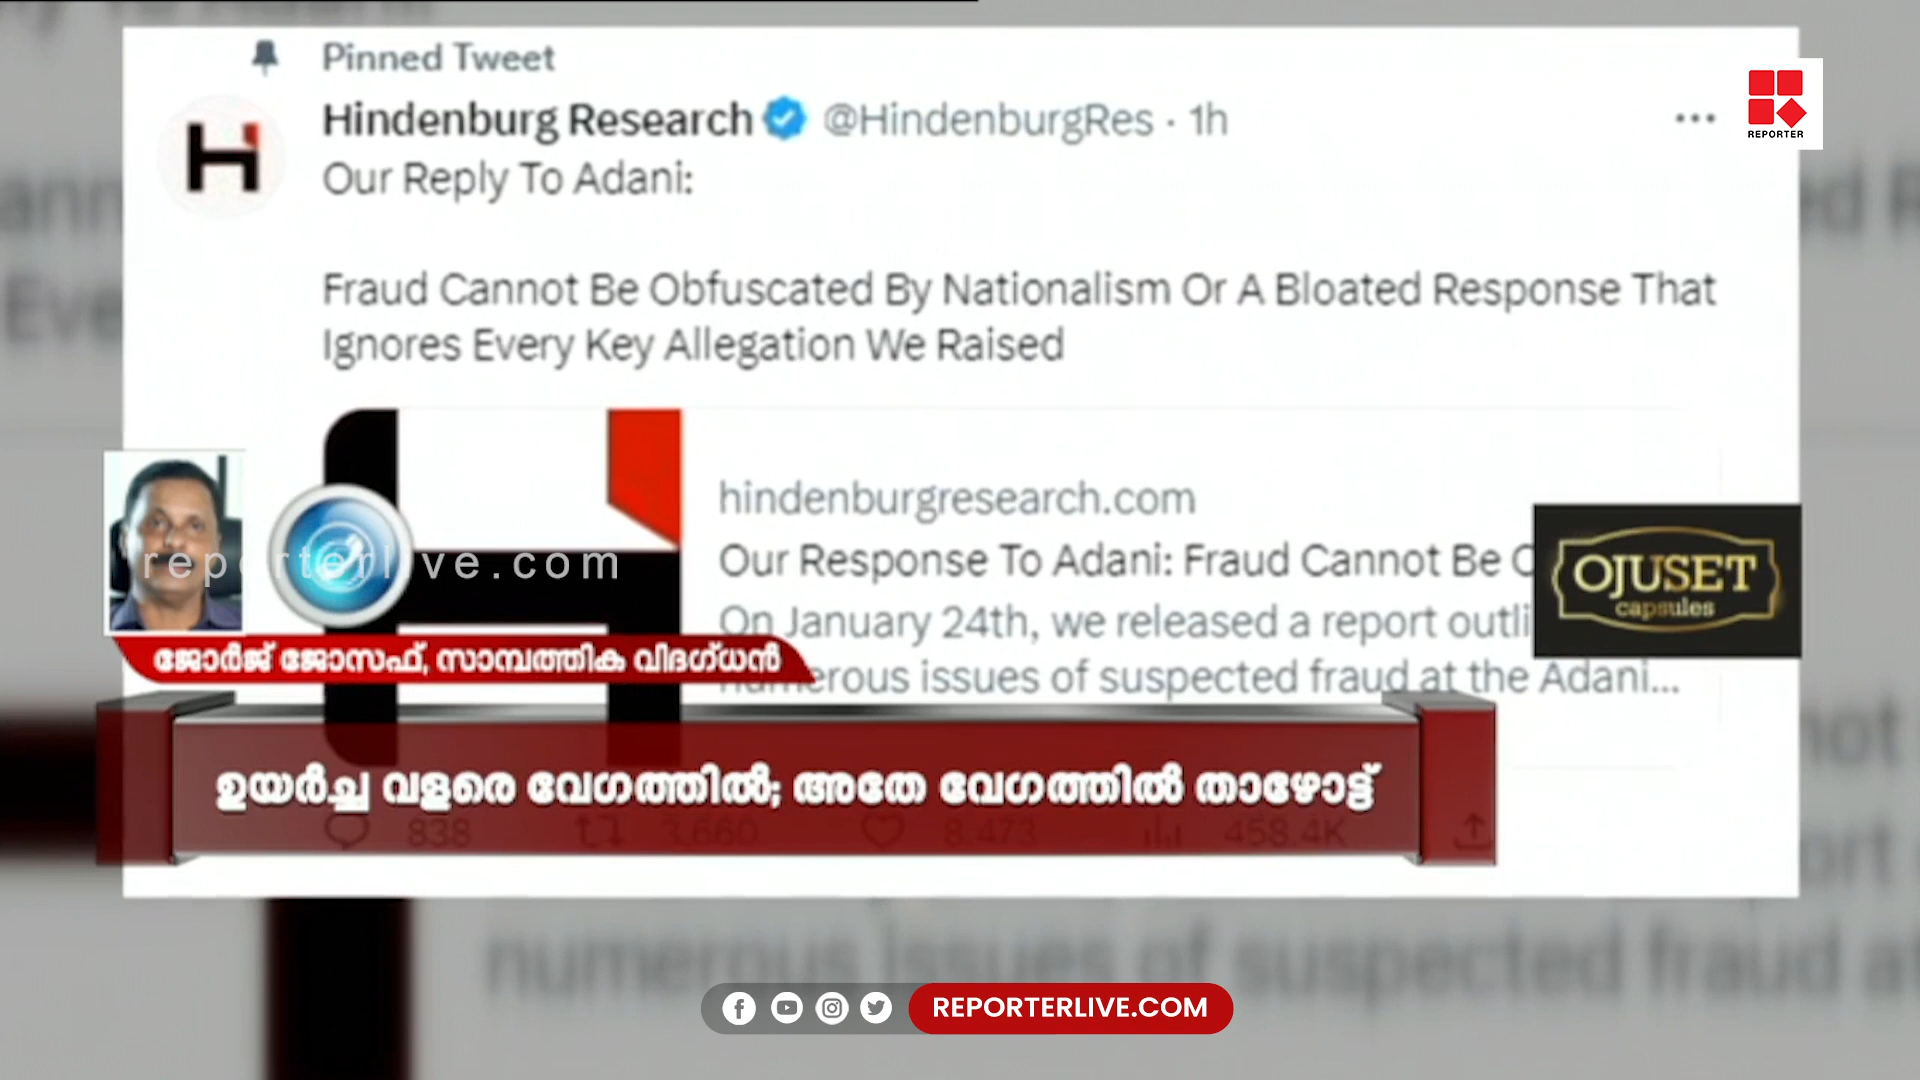 Pinned Tweet
Hindenburg Research @HindenburgRes · 1h
Our Reply To Adani:
Fraud Cannot Be Obfuscated By Nationalism Or A Bloated Response That
Ignores Every Key Allegation We Raised
REPORTER
hindenburgresearch.com
Our Response To Adani: Fraud Cannot Be
On January 24th, we released a report outli
numerous issues of suspected fraud at the Adani...
reporterlive.com
OJUSET
capsules
ജോർജ് ജോസഫ്, സാമ്പത്തിക വിദഗ്ധൻ
ഉയർച്ച വളരെ വേഗത്തിൽ; അതേ വേഗത്തിൽ താഴോട്ട്
838 3,660 8,473 458.4K
numerous issues of suspected fraud at
REPORTERLIVE.COM